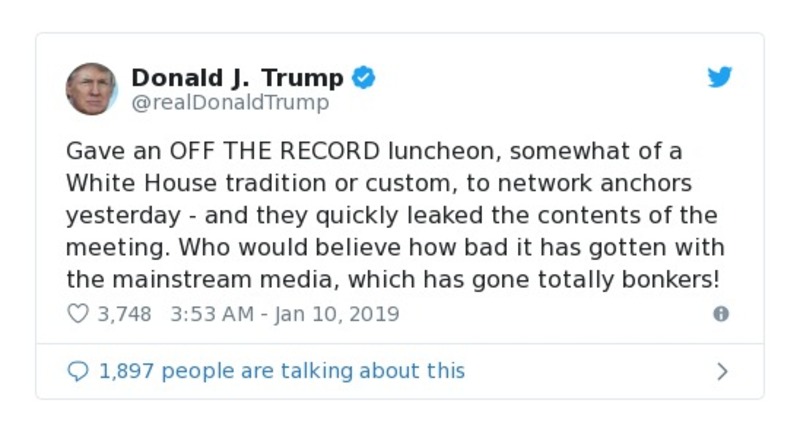 Donald J. Trump
@realDonaldTrump
Gave an OFF THE RECORD luncheon, somewhat of a
White House tradition or custom, to network anchors
yesterday - and they quickly leaked the contents of the
meeting. Who would believe how bad it has gotten with
the mainstream media, which has gone totally bonkers!
3,748 3:53 AM - Jan 10, 2019
1,897 people are talking about this